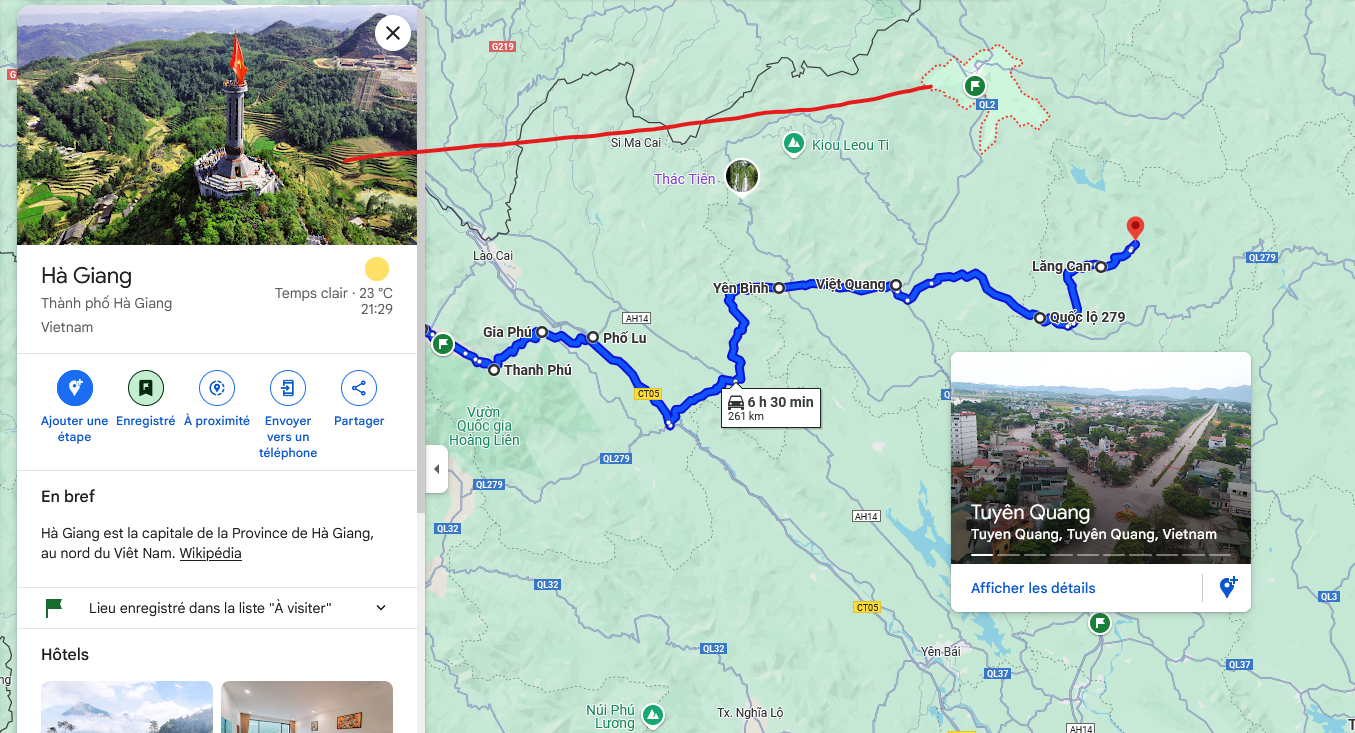 Hà Giang
Thành phố Hà Giang
Vietnam
Temps clair · 23 °C
21:29
Ajouter une étape
Enregistré
À proximité
Envoyer vers un téléphone
Partager
En bref
Hà Giang est la capitale de la Province de Hà Giang,
au nord du Viêt Nam. Wikipédia
Lieu enregistré dans la liste "À visiter"
Hôtels
G219
Si Ma Cai
Kiou Leou Ti
Thác Tiên
QL2
Lào Cai
Lăng Can
QL279
Yên Bình
Việt Quang
Quốc lộ 279
AH14
Gia Phú
Phố Lu
Thanh Phú
CT05
6 h 30 min
261 km
Vườn
Quốc gia
Hoàng Liên
QL279
QL279
QL32
AH14
QL32
CT05
QL32
Tuyên Quang
Tuyen Quang, Tuyên Quang, Vietnam
Afficher les détails
QL3
Yên Bái
QL37
QL37
Núi Phú
Lương
Tx. Nghĩa Lộ
AH14